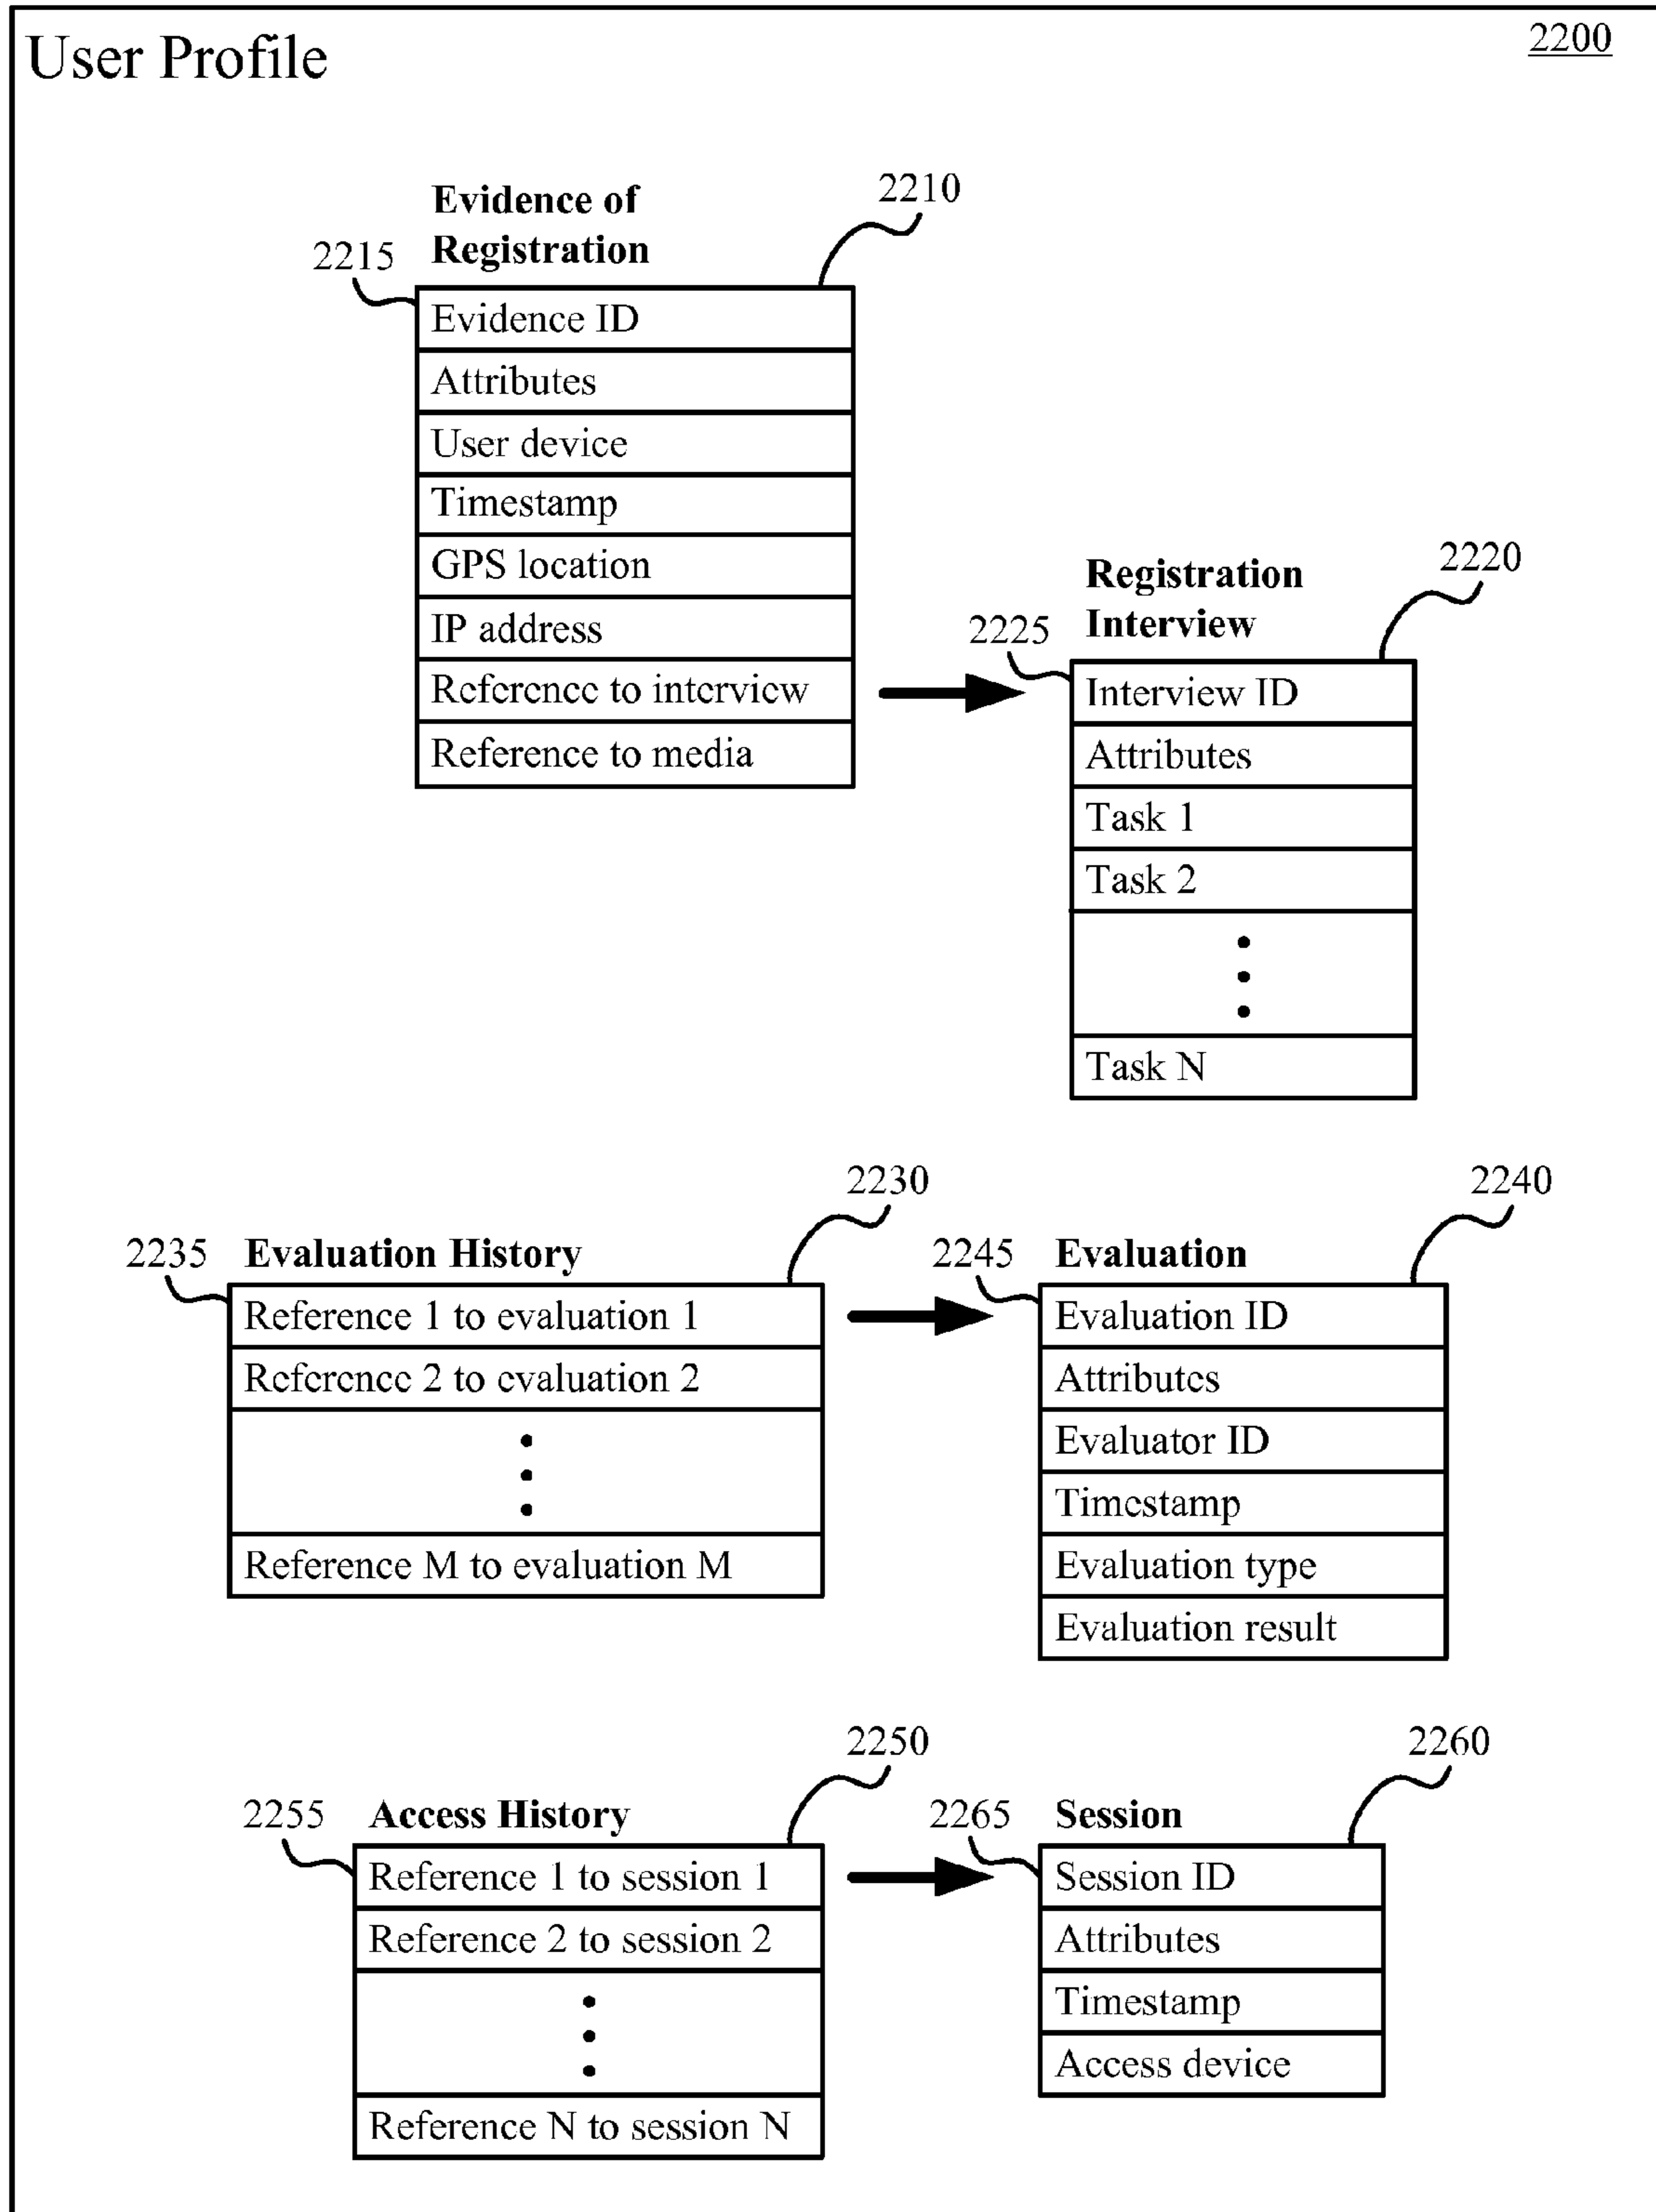 User Profile
2200
Evidence of
Registration
2210
2215
Evidence ID
Attributes
User device
Timestamp
GPS location
IP address
Reference to interview
Reference to media
Registration
Interview
2220
2225
Interview ID
Attributes
Task 1
Task 2
Task N
2230
2235
Evaluation History
Reference 1 to evaluation 1
Reference 2 to evaluation 2
Reference M to evaluation M
2240
2245
Evaluation
Evaluation ID
Attributes
Evaluator ID
Timestamp
Evaluation type
Evaluation result
2250
2255
Access History
Reference 1 to session 1
Reference 2 to session 2
Reference N to session N
2260
2265
Session
Session ID
Attributes
Timestamp
Access device